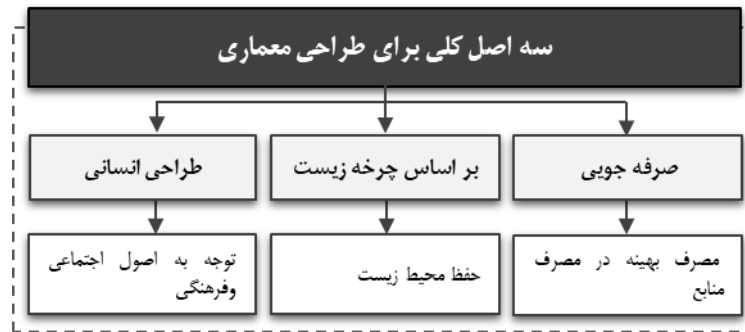 سه اصل کلی برای طراحی معماری
صرفه جویی
بر اساس چرخه زیست
طراحی انسانی
مصرف بهینه در مصرف
منابع
حفظ محیط زیست
توجه به اصول اجتماعی
وفرهنگی